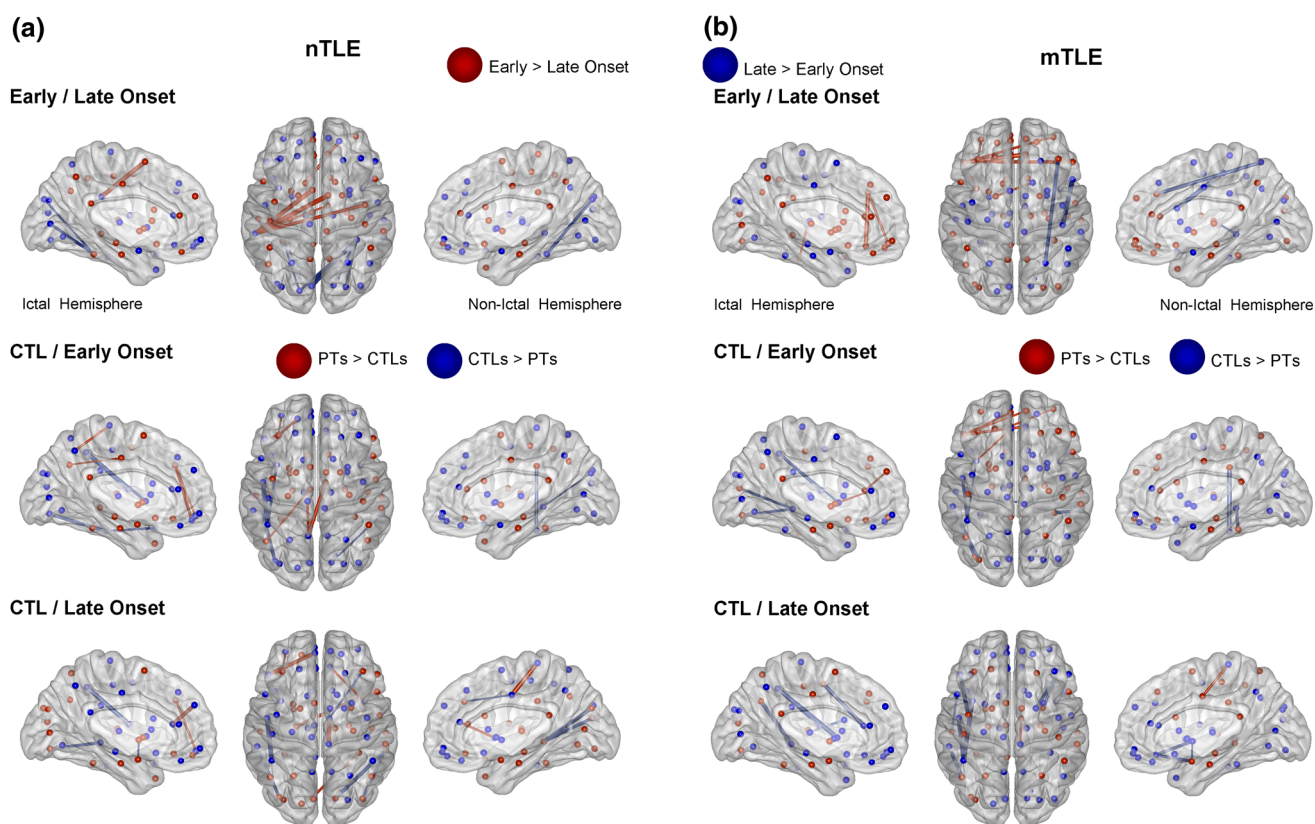 (a)
nTLE
Early > Late Onset
Early / Late Onset
Ictal Hemisphere
Non-Ictal Hemisphere
CTL / Early Onset
PTs > CTLs
CTLs > PTs
CTL / Late Onset
(b)
Late > Early Onset
mTLE
Early / Late Onset
Ictal Hemisphere
Non-Ictal Hemisphere
CTL / Early Onset
PTs > CTLs
CTLs > PTs
CTL / Late Onset